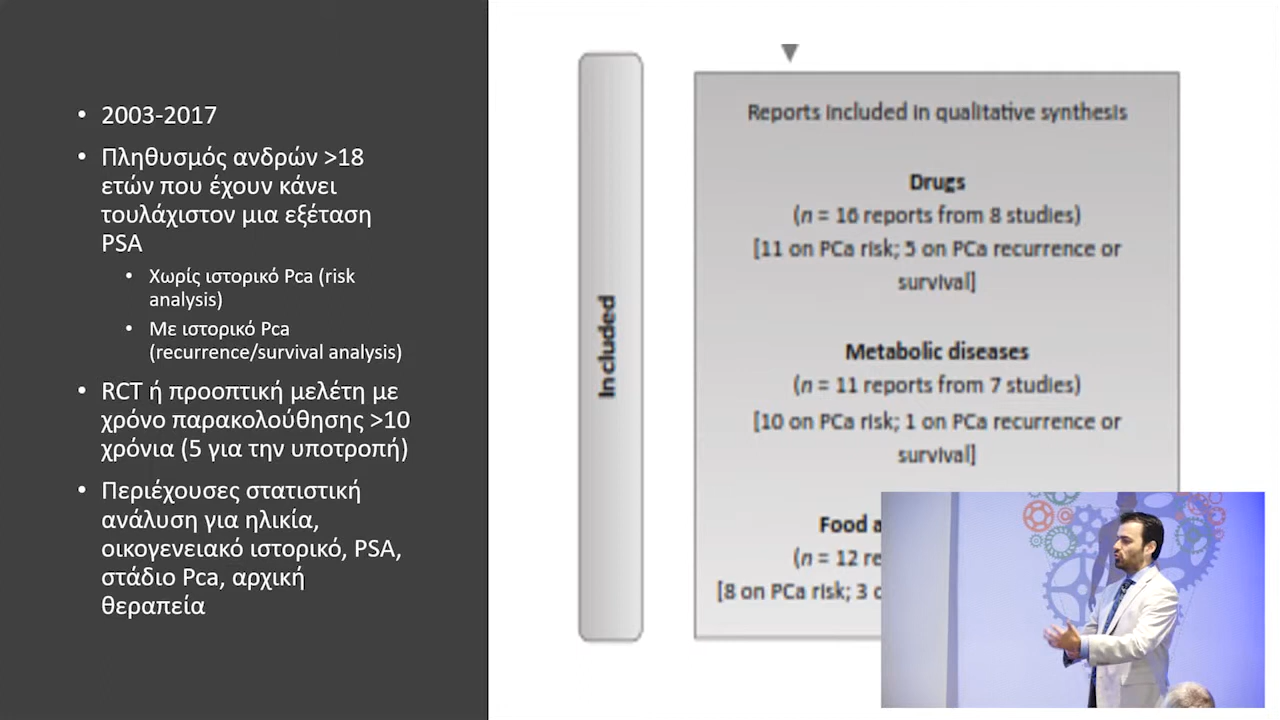 • 2003-2017
• Πληθυσμός ανδρών >18
ετών που έχουν κάνει
τουλάχιστον μια εξέταση
PSA
• Χωρίς ιστορικό Pca (risk
analysis)
• Με ιστορικό Pca
(recurrence/survival analysis)
• RCT ή προοπτική μελέτη με
χρόνο παρακολούθησης >10
χρόνια (5 για την υποτροπή)
• Περιέχουσες στατιστική
ανάλυση για ηλικία,
οικογενειακό ιστορικό, PSA,
στάδιο Pca, αρχική
θεραπεία
Included
Reports included in qualitative synthesis
Drugs
(n = 16 reports from 8 studies)
[11 on PCa risk; 5 on PCa recurrence or
survival]
Metabolic diseases
(n = 11 reports from 7 studies)
[10 on PCa risk; 1 on PCa recurrence or
survival]
Food
(n = 12
[8 on PCa risk; 3